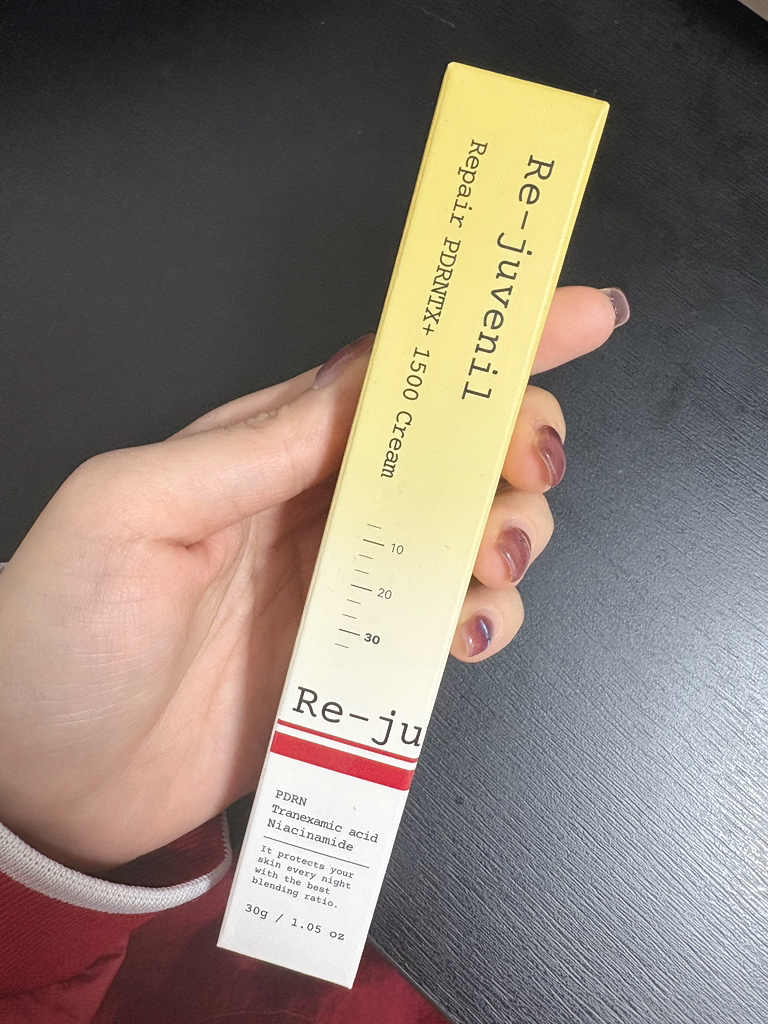 Re-juvenil
Repair PDRNTX+ 1500 Cream
10
20
30
Re-ju
PDRN
Tranexamic acid
Niacinamide
It protects your
skin every night
with the best
blending ratio.
30g / 1.05 oz